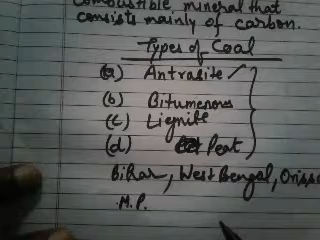 combustible mineral that
consists mainly of carbon.
Types of Coal
(a) Antrasite
(b) Bitumenous
(c) Lignite
(d) Peat
Bihar, West Bengal, Orissa
M.P.